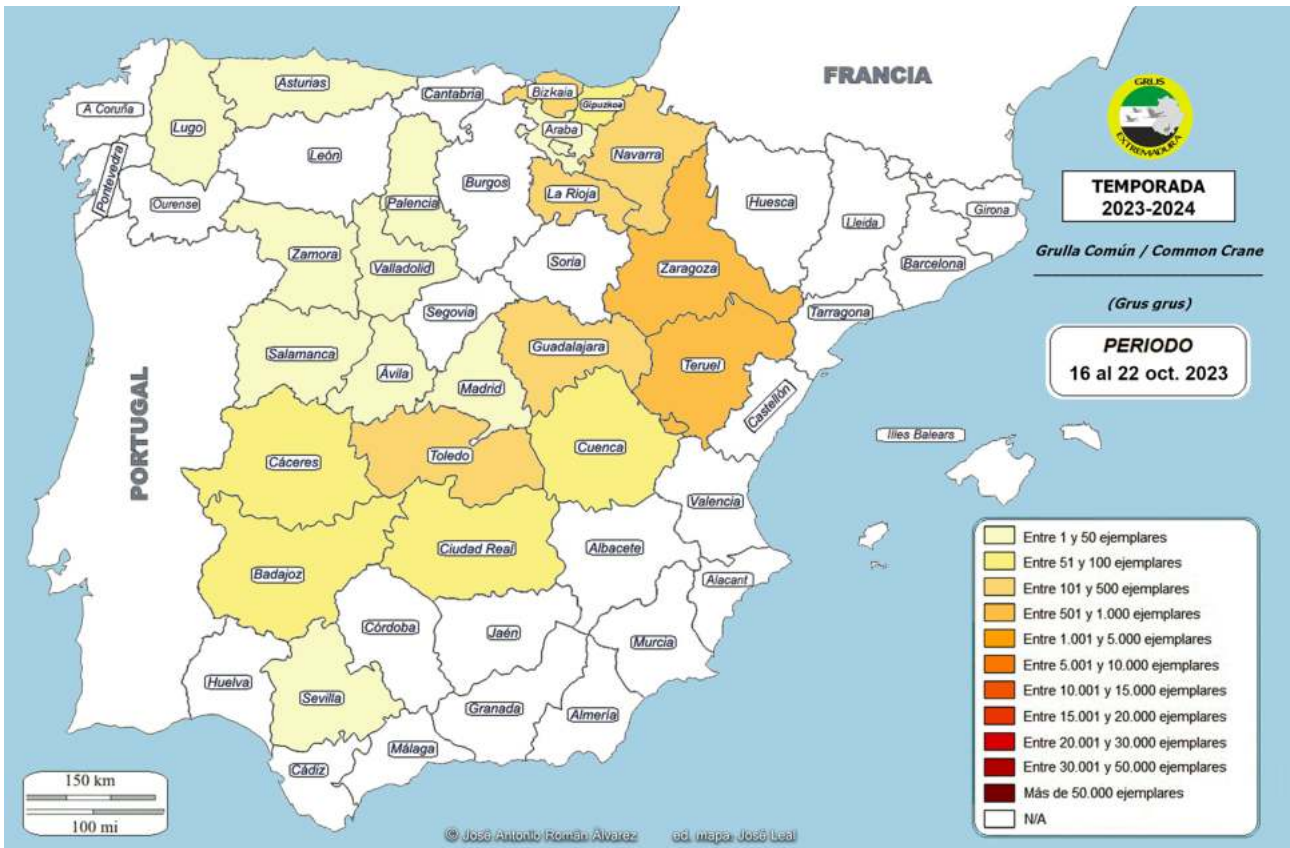 FRANCIA
GRUS
EXTREMADURA
TEMPORADA
2023-2024
Grulla Común / Common Crane
(Grus grus)
PERIODO
16 al 22 oct. 2023
A Coruña
Lugo
Asturias
Cantabria
Bizkaia
Gipuzkoa
Araba
Navarra
Pontevedra
Ourense
León
Palencia
Burgos
La Rioja
Huesca
Lleida
Girona
Barcelona
Zamora
Valladolid
Soria
Zaragoza
Tarragona
Segovia
Salamanca
Ávila
Madrid
Guadalajara
Teruel
Castellón
PORTUGAL
Cáceres
Toledo
Cuenca
Illes Balears
Valencia
Badajoz
Ciudad Real
Albacete
Alacant
Córdoba
Jaén
Murcia
Huelva
Sevilla
Granada
Almería
Málaga
Cádiz
Entre 1 y 50 ejemplares
Entre 51 y 100 ejemplares
Entre 101 y 500 ejemplares
Entre 501 y 1.000 ejemplares
Entre 1.001 y 5.000 ejemplares
Entre 5.001 y 10.000 ejemplares
Entre 10.001 y 15.000 ejemplares
Entre 15.001 y 20.000 ejemplares
Entre 20.001 y 30.000 ejemplares
Entre 30.001 y 50.000 ejemplares
Más de 50.000 ejemplares
N/A
150 km
100 mi
© José Antonio Román Álvarez ed. mapa: José Leal